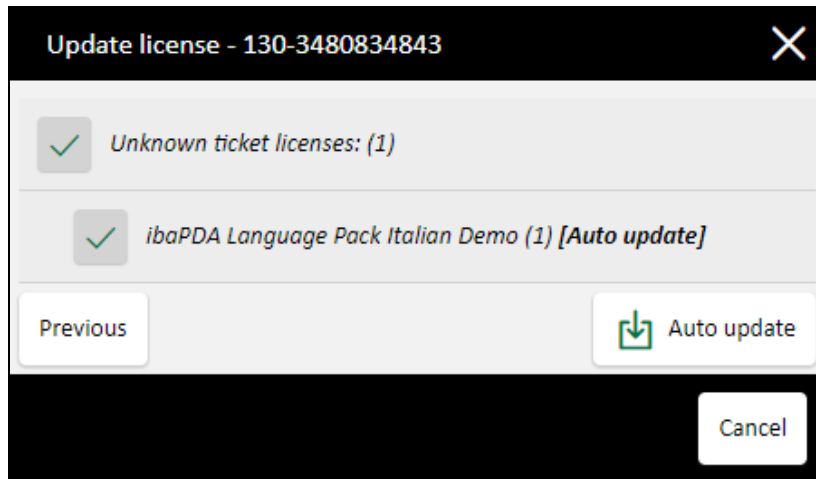 Update license - 130-3480834843
Unknown ticket licenses: (1)
ibaPDA Language Pack Italian Demo (1) [Auto update]
Previous
Auto update
Cancel